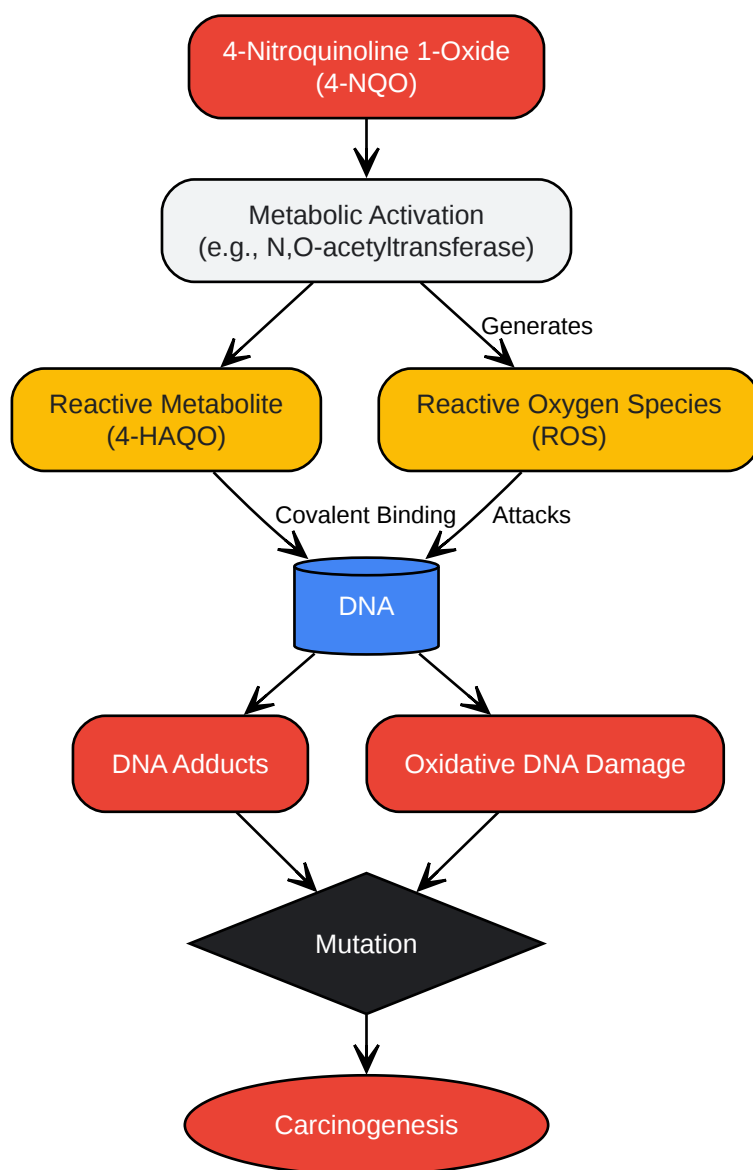 4-Nitroquinoline 1-Oxide
(4-NQO)
Metabolic Activation
(e.g., N,O-acetyltransferase)
Generates
Reactive Metabolite
(4-HAQO)
Reactive Oxygen Species
(ROS)
Covalent Binding
Attacks
DNA
DNA Adducts
Oxidative DNA Damage
Mutation
Carcinogenesis